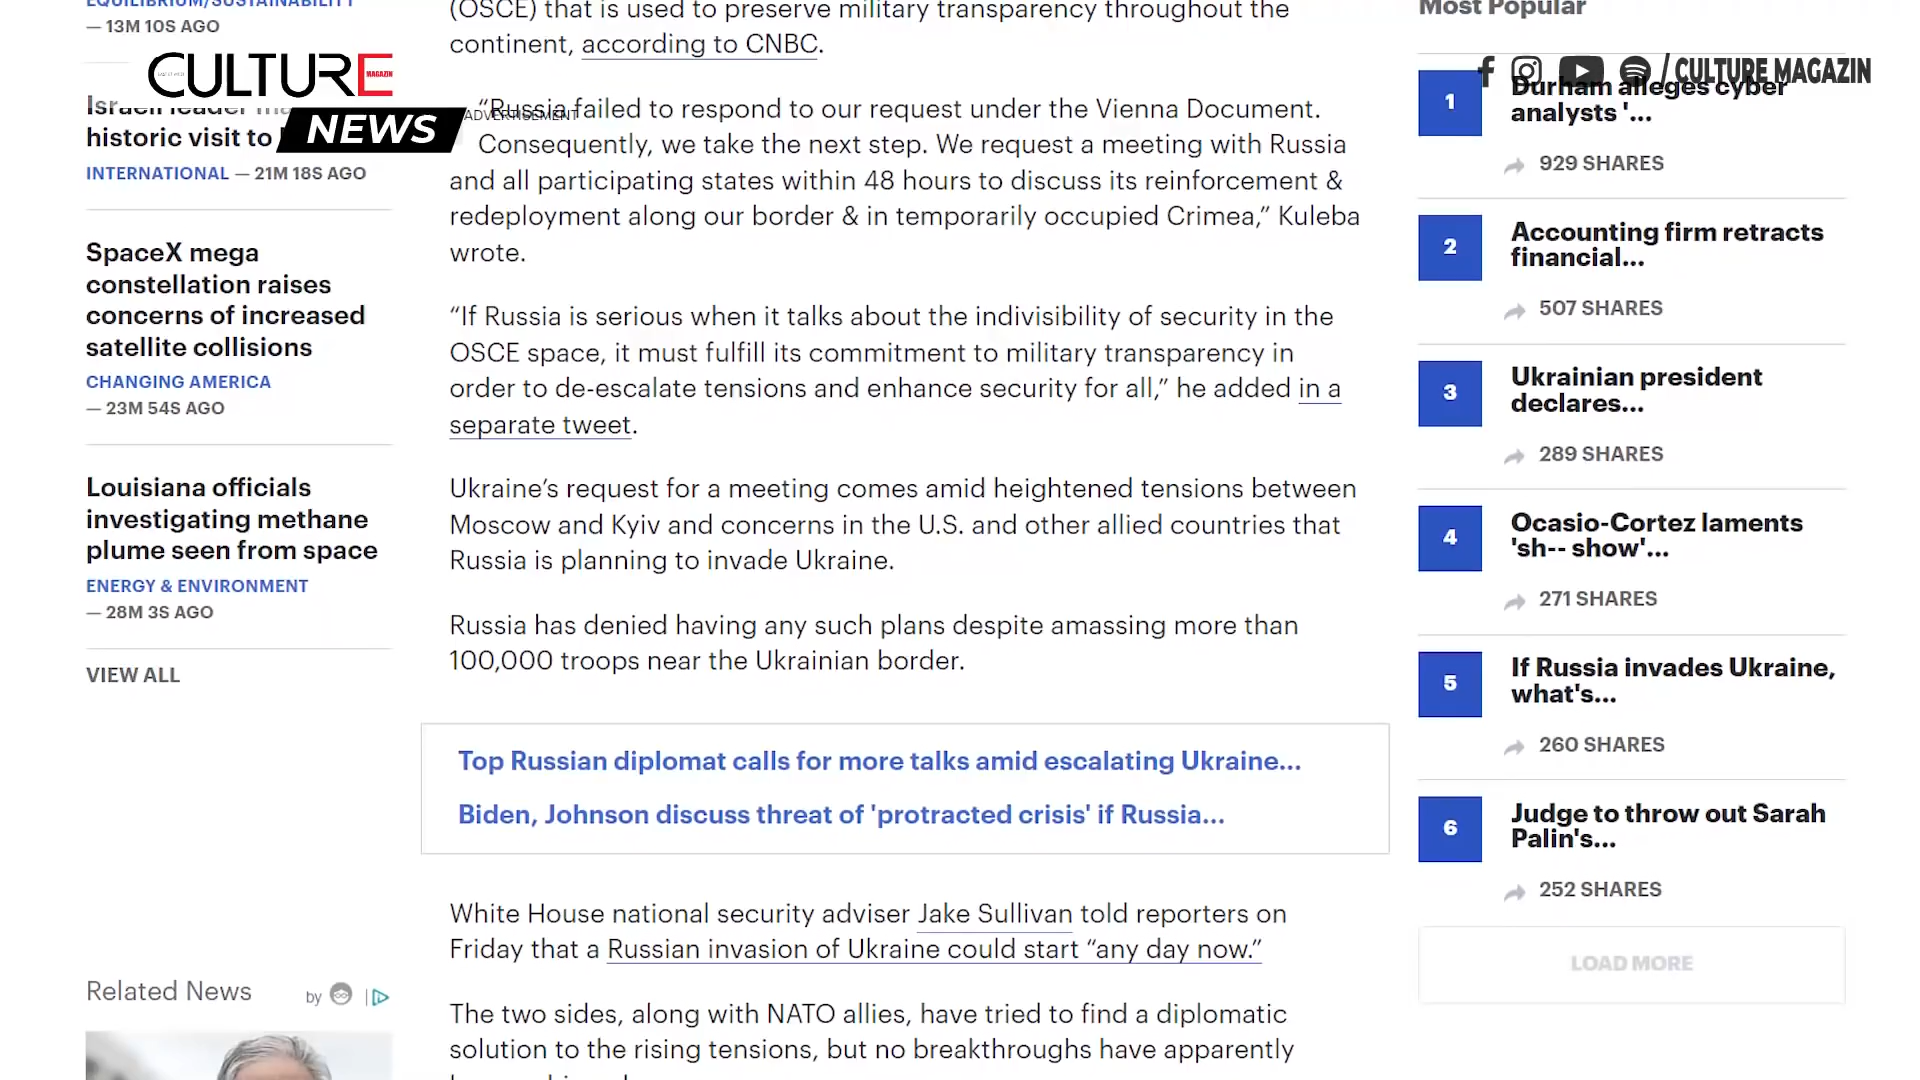 EQUILIBRIUM/SUSTAINABILITY
— 13M 10S AGO
historic visit to
INTERNATIONAL — 21M 18S AGO
SpaceX mega
constellation raises
concerns of increased
satellite collisions
CHANGING AMERICA
— 23M 54S AGO
Louisiana officials
investigating methane
plume seen from space
ENERGY & ENVIRONMENT
— 28M 3S AGO
VIEW ALL
Related News
by
CULTURE
MAGAZIN
NEWS
ADVERTISEMENT
(OSCE) that is used to preserve military transparency throughout the
continent, according to CNBC.
“Russia failed to respond to our request under the Vienna Document.
Consequently, we take the next step. We request a meeting with Russia
and all participating states within 48 hours to discuss its reinforcement &
redeployment along our border & in temporarily occupied Crimea,” Kuleba
wrote.
“If Russia is serious when it talks about the indivisibility of security in the
OSCE space, it must fulfill its commitment to military transparency in
order to de-escalate tensions and enhance security for all,” he added in a
separate tweet.
Ukraine’s request for a meeting comes amid heightened tensions between
Moscow and Kyiv and concerns in the U.S. and other allied countries that
Russia is planning to invade Ukraine.
Russia has denied having any such plans despite amassing more than
100,000 troops near the Ukrainian border.
Top Russian diplomat calls for more talks amid escalating Ukraine...
Biden, Johnson discuss threat of 'protracted crisis' if Russia...
White House national security adviser Jake Sullivan told reporters on
Friday that a Russian invasion of Ukraine could start “any day now.”
The two sides, along with NATO allies, have tried to find a diplomatic
solution to the rising tensions, but no breakthroughs have apparently
Most Popular
/ CULTURE MAGAZIN
1
Durham alleges cyber
analysts '...
929 SHARES
2
Accounting firm retracts
financial...
507 SHARES
3
Ukrainian president
declares...
289 SHARES
4
Ocasio-Cortez laments
'sh-- show'...
271 SHARES
5
If Russia invades Ukraine,
what's...
260 SHARES
6
Judge to throw out Sarah
Palin's...
252 SHARES
LOAD MORE